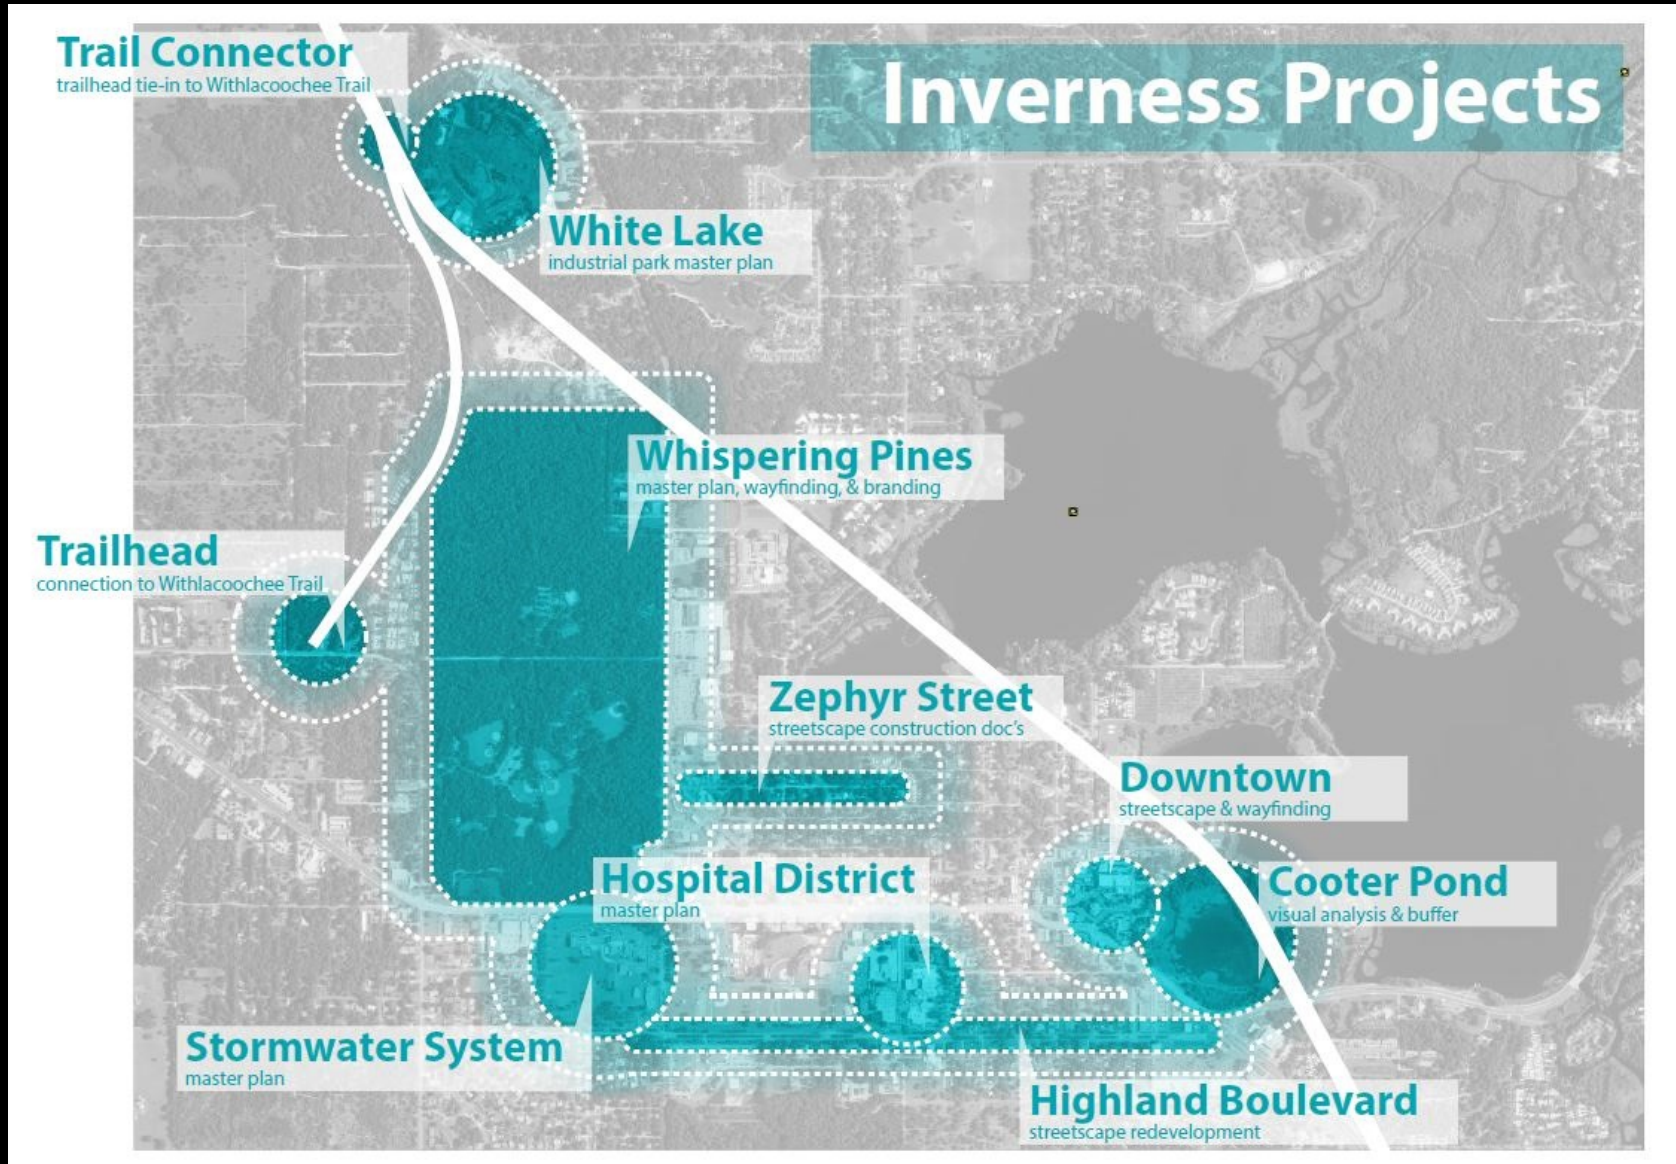 Trail Connector
trailhead tie-in to Withlacoochee Trail
Inverness Projects
White Lake
industrial park master plan
Whispering Pines
master plan, wayfinding, & branding
Trailhead
connection to Withlacoochee Trail
Zephyr Street
streetscape construction doc's
Downtown
streetscape & wayfinding
Hospital District
master plan
Cooter Pond
visual analysis & buffer
Stormwater System
master plan
Highland Boulevard
streetscape redevelopment